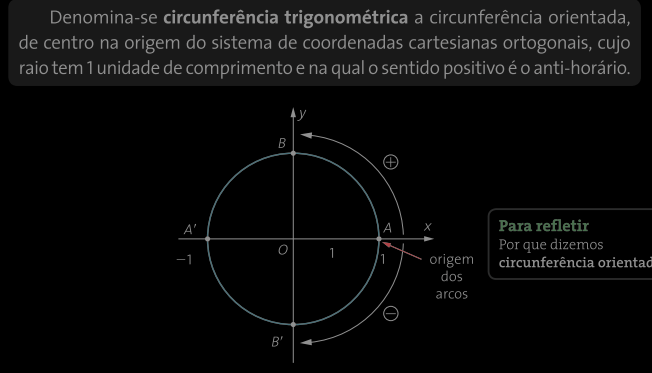 Denomina-se circunferência trigonométrica a circunferência orientada,
de centro na origem do sistema de coordenadas cartesianas ortogonais, cujo
raio tem 1 unidade de comprimento e na qual o sentido positivo é o anti-horário.
y
B
+
A'
A
x
−1
O
1
1
origem
dos
arcos
−
B'
Para refletir
Por que dizemos
circunferência orientad